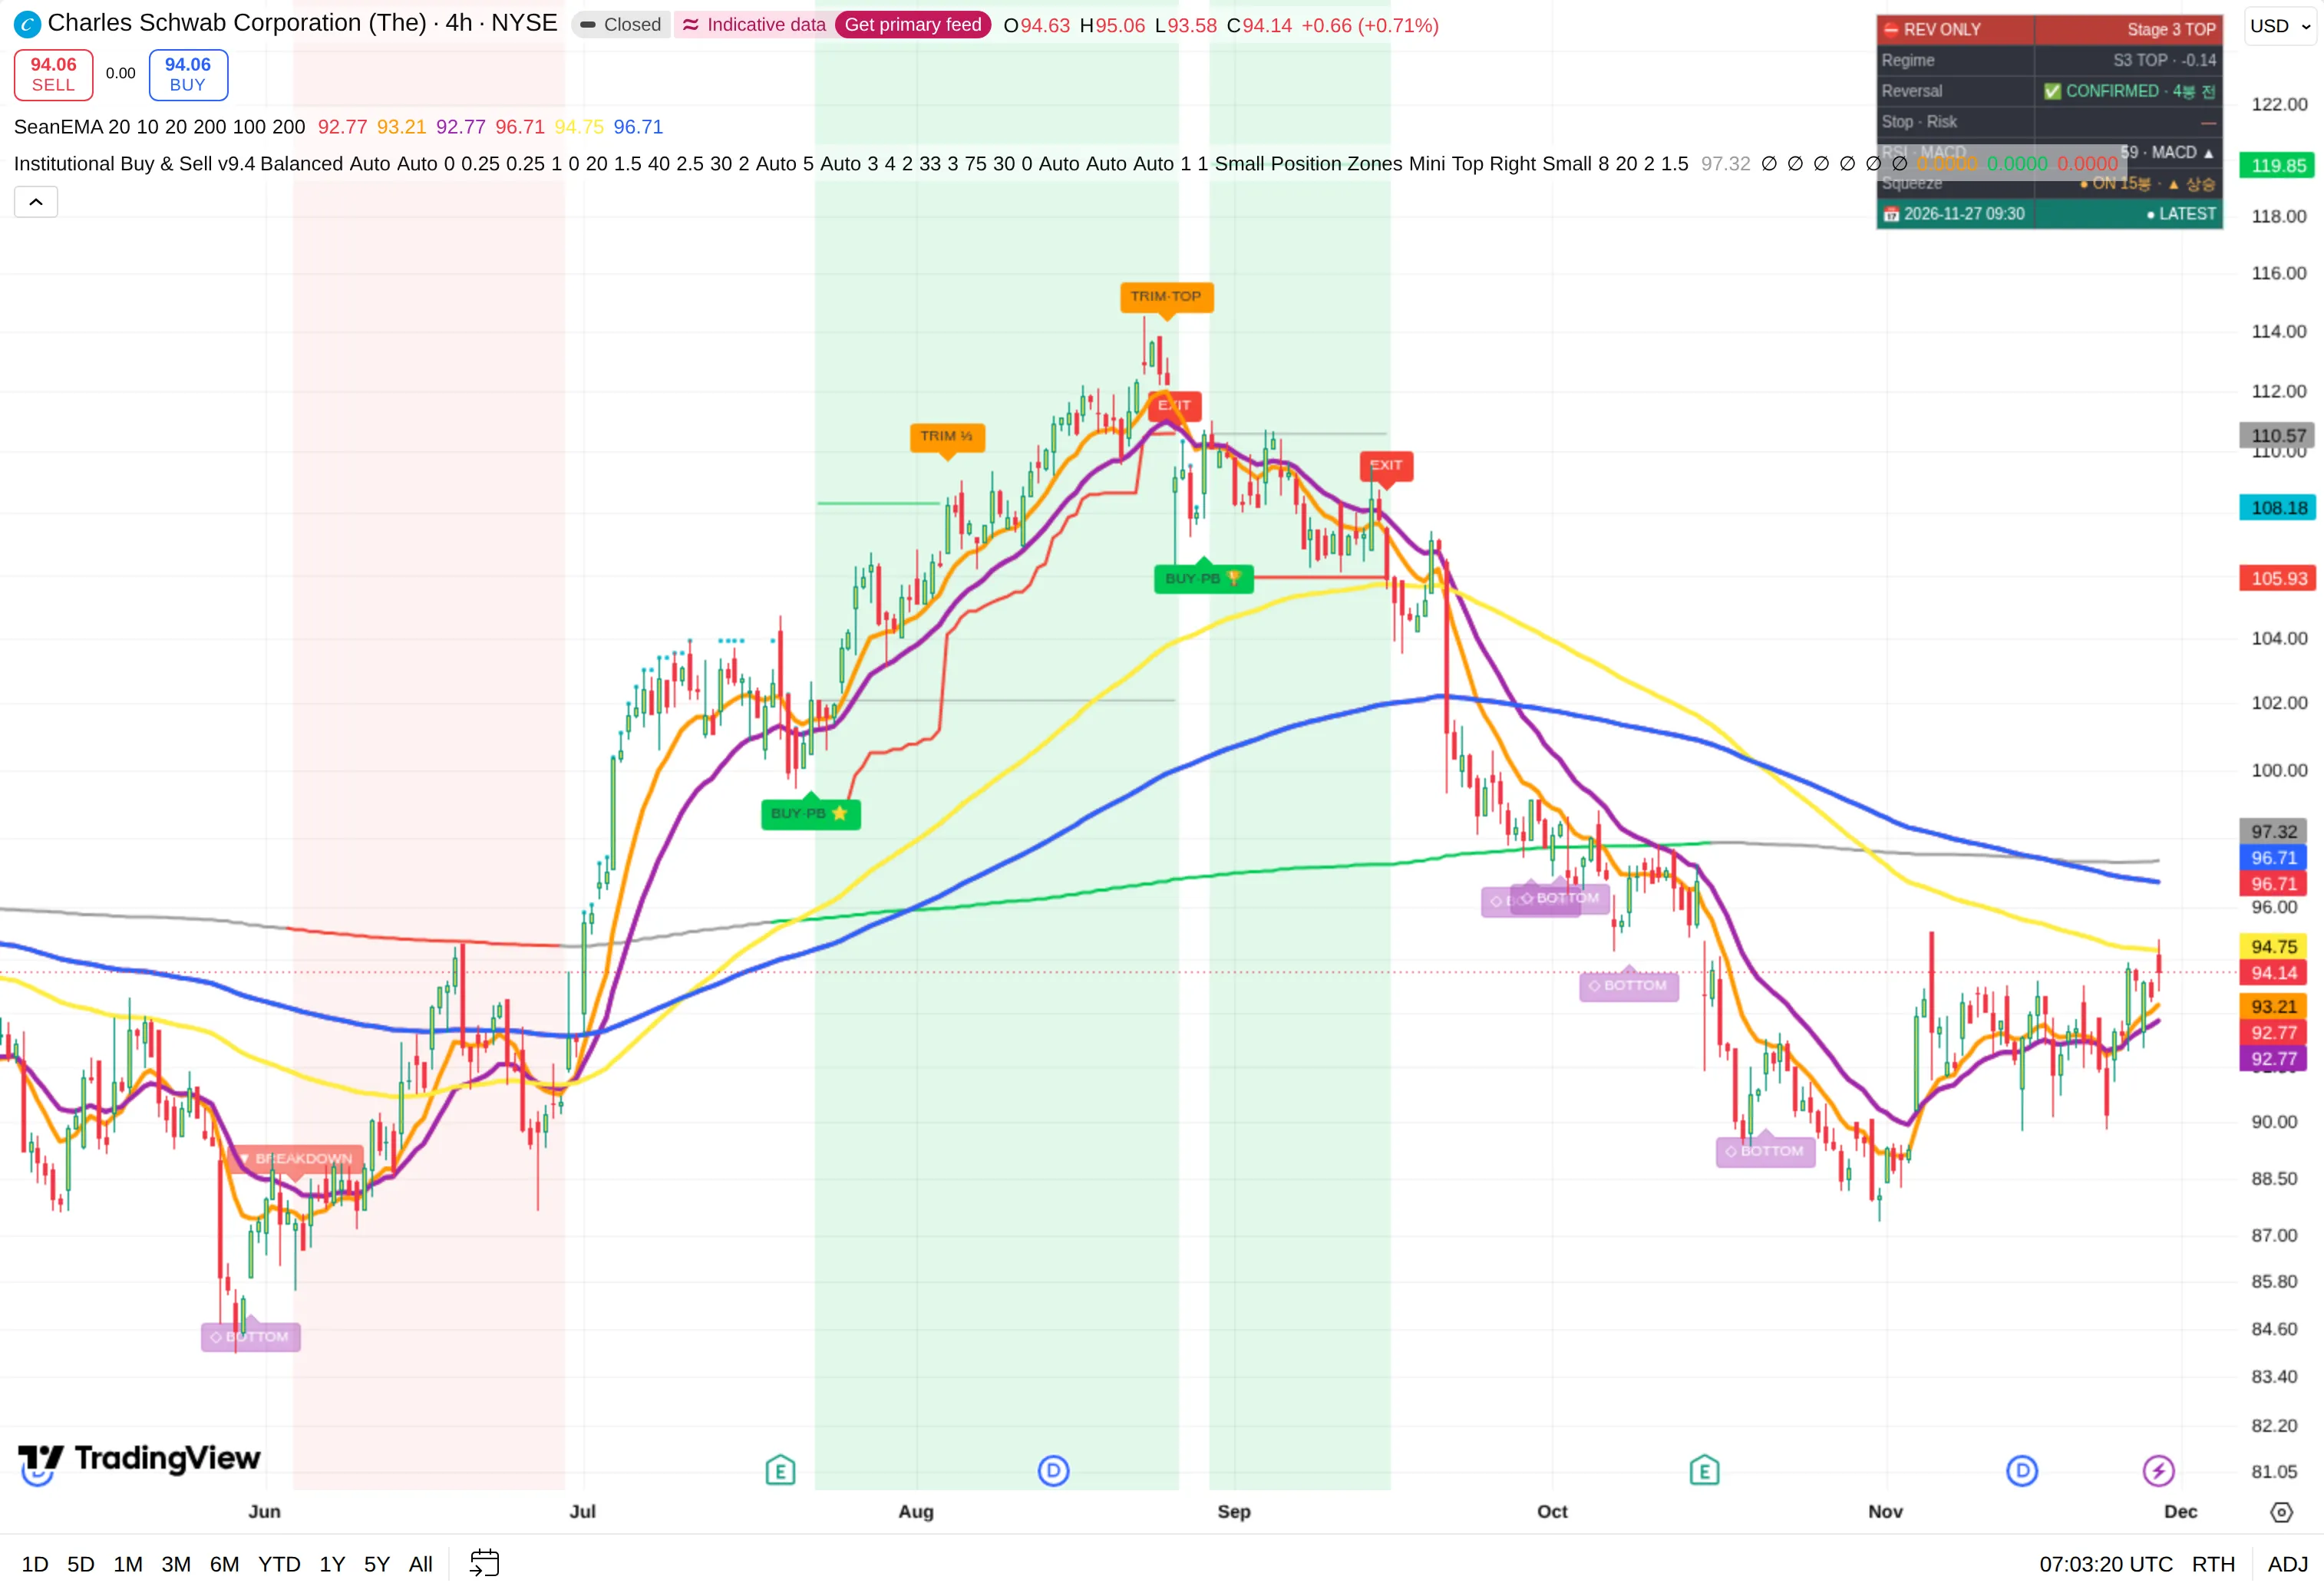 Charles Schwab Corporation (The) · 4h · NYSE Closed Indicative data Get primary feed O94.63 H95.06 L93.58 C94.14 +0.66 (+0.71%)
USD
94.06 SELL 0.00 94.06 BUY
SeanEMA 20 10 20 200 100 200 92.77 93.21 92.77 96.71 94.75 96.71
Institutional Buy & Sell v9.4 Balanced Auto Auto 0 0.25 0.25 1 0 20 1.5 40 2.5 30 2 Auto 5 Auto 3 4 2 33 3 75 30 0 Auto Auto Auto 1 1 Small Position Zones Mini Top Right Small 8 20 2 1.5 97.32 ∅ ∅ ∅ ∅ ∅ ∅ 0.0000 0.0000 0.0000
⛔ REV ONLY Stage 3 TOP
Regime S3 TOP · -0.14
Reversal ✅ CONFIRMED · 4봉 전
Stop · Risk —
RSI · MACD 59 · MACD ▲
Squeeze ● ON 15봉 · ▲ 상승
📅 2026-11-27 09:30 ● LATEST
TRIM-TOP
EXIT
TRIM ⅓
EXIT
BUY-PB 🏆
BUY-PB ⭐
◇ BOTTOM
◇ BOTTOM
▼ BREAKDOWN
◇ BOTTOM
◇ BOTTOM
122.00
119.85
118.00
116.00
114.00
112.00
110.57
110.00
108.18
105.93
104.00
102.00
100.00
97.32
96.71
96.71
96.00
94.75
94.14
93.21
92.77
92.77
90.00
88.50
87.00
85.80
84.60
83.40
82.20
81.05
TradingView
E D E D
Jun Jul Aug Sep Oct Nov Dec
1D 5D 1M 3M 6M YTD 1Y 5Y All 07:03:20 UTC RTH ADJ